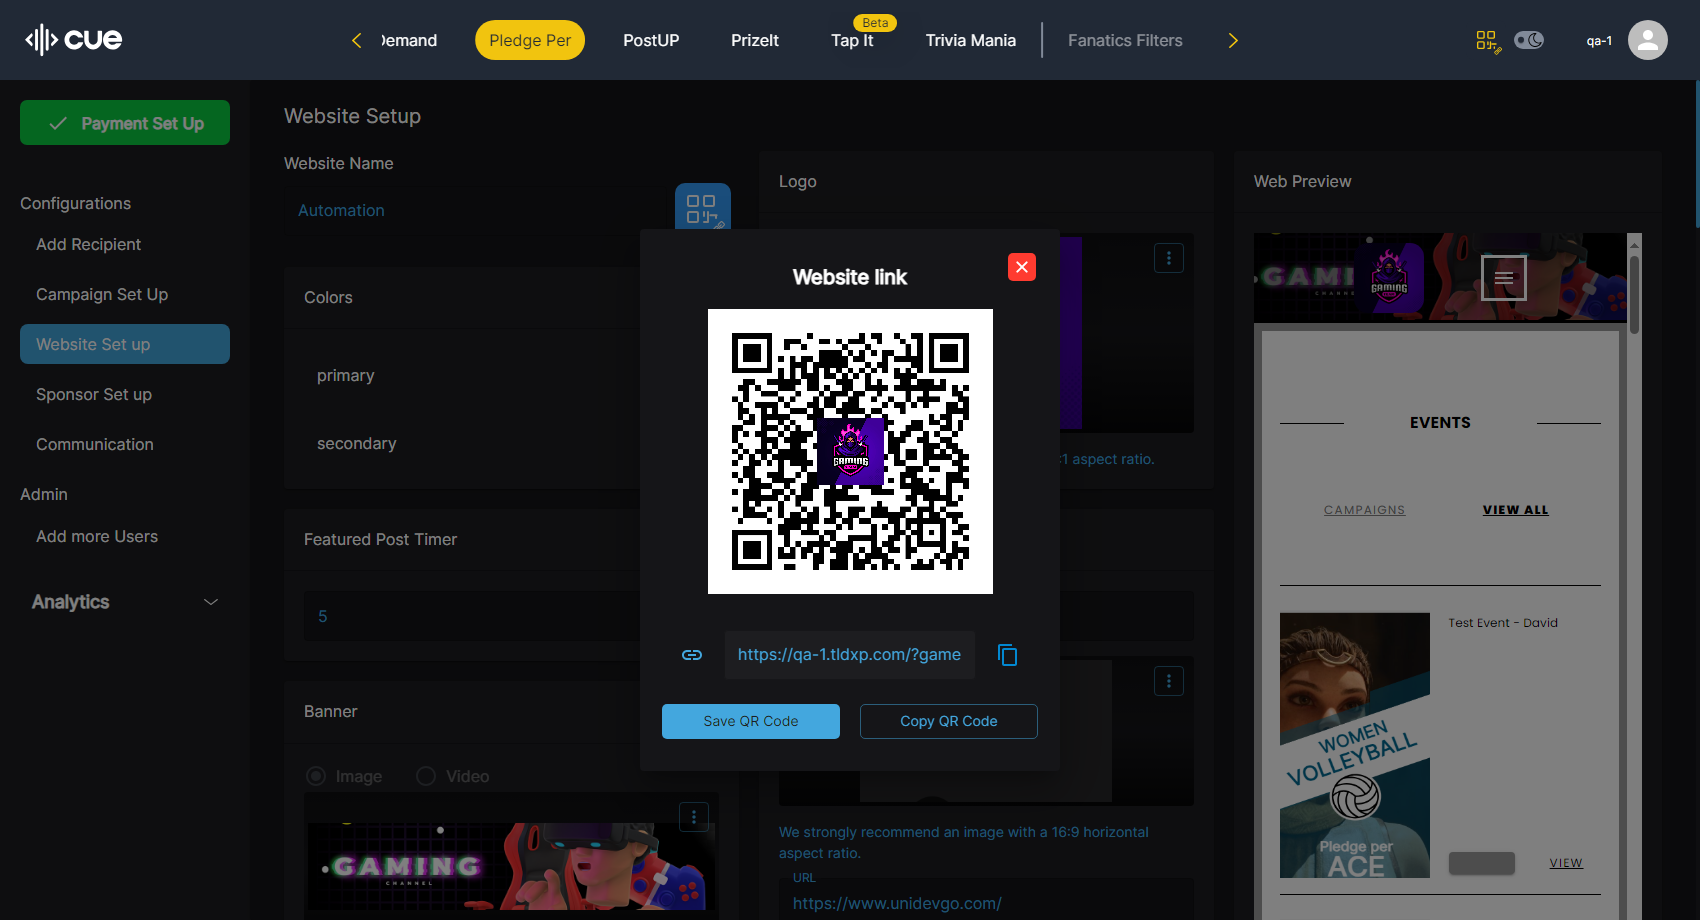 cue
Demand
Pledge Per
PostUP
PrizeIt
Beta
Tap It
Trivia Mania
Fanatics Filters
qa-1
Payment Set Up
Configurations
Add Recipient
Campaign Set Up
Website Set up
Sponsor Set up
Communication
Admin
Add more Users
Analytics
Website Setup
Website Name
Automation
Colors
primary
secondary
Featured Post Timer
5
Banner
Image
Video
GAMING
CHANNEL
Logo
:1 aspect ratio.
We strongly recommend an image with a 16:9 horizontal
aspect ratio.
URL
https://www.unidevgo.com/
Website link
GAMING
https://qa-1.tldxp.com/?game
Save QR Code
Copy QR Code
Web Preview
GAMING
CHANNEL
GAMING
EVENTS
CAMPAIGNS
VIEW ALL
Test Event - David
WOMEN
VOLLEYBALL
Pledge per
ACE
VIEW